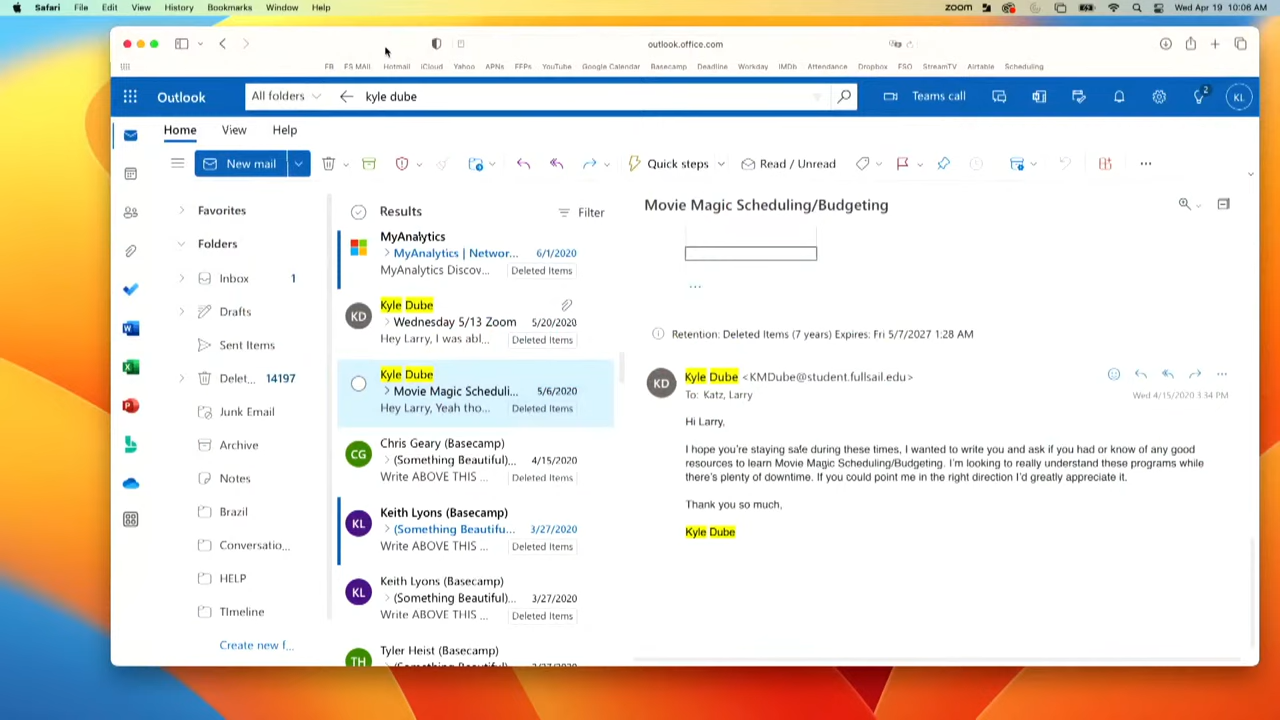 Safari File Edit View History Bookmarks Window Help
zoom Wed Apr 19 10:06 AM
outlook.office.com
FB FS MAil Hotmail iCloud Yahoo APNs FFPs YouTube Google Calendar Basecamp Deadline Workday IMDb Attendance Dropbox FSO StreamTV Airtable Scheduling
Outlook
All folders
kyle dube
Teams call
2
KL
Home View Help
New mail
Quick steps
Read / Unread
Favorites
Folders
Inbox 1
Drafts
Sent Items
Delet... 14197
Junk Email
Archive
Notes
Brazil
Conversatio...
HELP
TImeline
Create new f...
Results
Filter
MyAnalytics
MyAnalytics | Networ... 6/1/2020
MyAnalytics Discov... Deleted Items
KD
Kyle Dube
Wednesday 5/13 Zoom 5/20/2020
Hey Larry, I was abl... Deleted Items
Kyle Dube
Movie Magic Scheduli... 5/6/2020
Hey Larry, Yeah tho... Deleted Items
CG
Chris Geary (Basecamp)
(Something Beautiful)... 4/15/2020
Write ABOVE THIS ... Deleted Items
KL
Keith Lyons (Basecamp)
(Something Beautifu... 3/27/2020
Write ABOVE THIS ... Deleted Items
KL
Keith Lyons (Basecamp)
(Something Beautiful)... 3/27/2020
Write ABOVE THIS ... Deleted Items
TH
Tyler Heist (Basecamp)
(Something Beautiful)... 3/27/2020
Movie Magic Scheduling/Budgeting
...
Retention: Deleted Items (7 years) Expires: Fri 5/7/2027 1:28 AM
KD
Kyle Dube <KMDube@student.fullsail.edu>
To: Katz, Larry
Wed 4/15/2020 3:34 PM
Hi Larry,
I hope you're staying safe during these times, I wanted to write you and ask if you had or know of any good
resources to learn Movie Magic Scheduling/Budgeting. I'm looking to really understand these programs while
there's plenty of downtime. If you could point me in the right direction I'd greatly appreciate it.
Thank you so much,
Kyle Dube